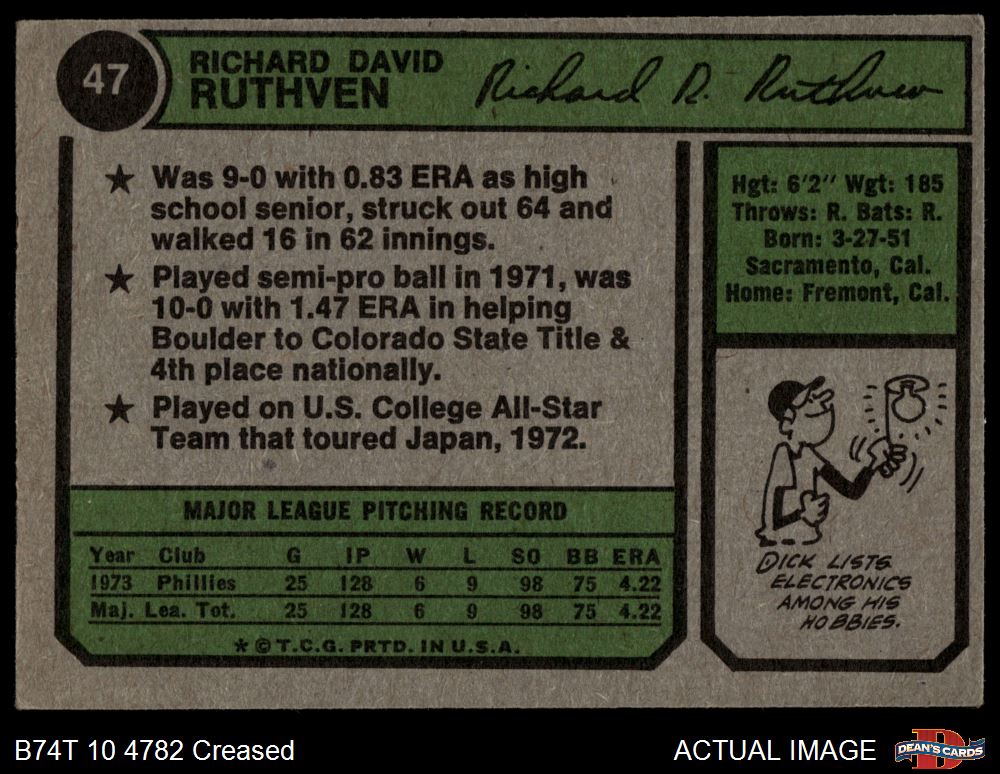 47
RICHARD DAVID
RUTHVEN
Richard D. Ruthven
★ Was 9-0 with 0.83 ERA as high
school senior, struck out 64 and
walked 16 in 62 innings.
★ Played semi-pro ball in 1971, was
10-0 with 1.47 ERA in helping
Boulder to Colorado State Title &
4th place nationally.
★ Played on U.S. College All-Star
Team that toured Japan, 1972.
Hgt: 6'2" Wgt: 185
Throws: R. Bats: R.
Born: 3-27-51
Sacramento, Cal.
Home: Fremont, Cal.
DICK LISTS
ELECTRONICS
AMONG HIS
HOBBIES.
MAJOR LEAGUE PITCHING RECORD
Year Club G IP W L SO BB ERA
1973 Phillies 25 128 6 9 98 75 4.22
Maj. Lea. Tot. 25 128 6 9 98 75 4.22
* © T.C.G. PRTD. IN U.S.A.
B74T 10 4782 Creased
ACTUAL IMAGE
DEAN'S CARDS